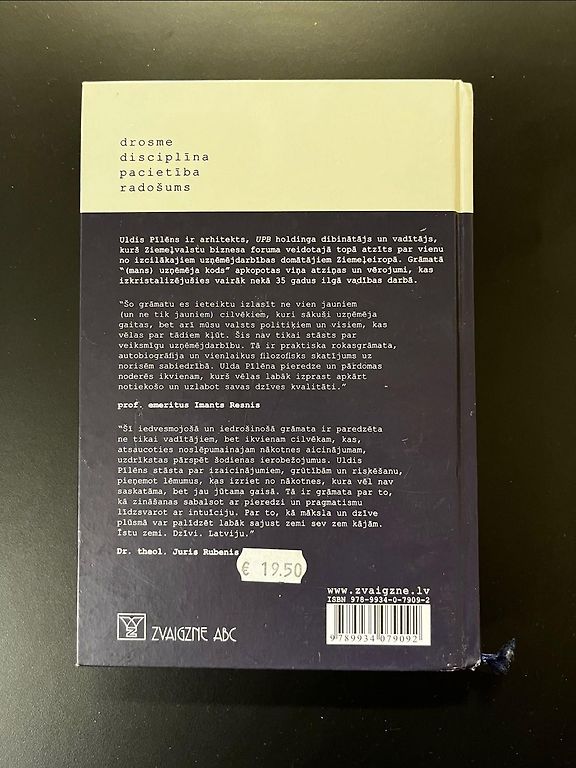 drosme
disciplīna
pacietība
radošums
Uldis Pīlēns ir arhitekts, UPB holdinga dibinātājs un vadītājs,
kurš Ziemeļvalstu biznesa foruma veidotajā topā atzīts par vienu
no izcilākajiem uzņēmējdarbības domātājiem Ziemeļeiropā. Grāmatā
"(mans) uzņēmēja kods" apkopotas viņa atziņas un vērojumi, kas
izkristalizējušies vairāk nekā 35 gadus ilgā vadības darbā.
"Šo grāmatu es ieteiktu izlasīt ne vien jauniem
(un ne tik jauniem) cilvēkiem, kuri sākuši uzņēmēja
gaitas, bet arī mūsu valsts politiķiem un visiem, kas
vēlas par tādiem kļūt. Šis nav tikai stāsts par
veiksmīgu uzņēmējdarbību. Tā ir praktiska rokasgrāmata,
autobiogrāfija un vienlaikus filozofisks skatījums uz
norisēm sabiedrībā. Ulda Pīlēna pieredze un pārdomas
noderēs ikvienam, kurš vēlas labāk izprast apkārt
notiekošo un uzlabot savas dzīves kvalitāti."
prof. emeritus Imants Resnis
"Šī iedvesmojošā un iedrošinošā grāmata ir paredzēta
ne tikai vadītājiem, bet ikvienam cilvēkam, kas,
atsaucoties noslēpumainajam nākotnes aicinājumam,
uzdrīkstas pārspēt šodienas ierobežojumus. Uldis
Pīlēns stāsta par izaicinājumiem, grūtībām un riskēšanu,
pieņemot lēmumus, kas izriet no nākotnes, kura vēl nav
saskatāma, bet jau jūtama gaisā. Tā ir grāmata par to,
kā zināšanas sabalsot ar pieredzi un pragmatismu
līdzsvarot ar intuīciju. Par to, kā māksla un dzīve
plūsmā var palīdzēt labāk sajust zemi sev zem kājām.
Īstu zemi. Dzīvi. Latviju."
Dr. theol. Juris Rubenis
€ 19.50
www.zvaigzne.lv
ISBN 978-9934-0-7909-2
9789934079092
ZVAIGZNE ABC